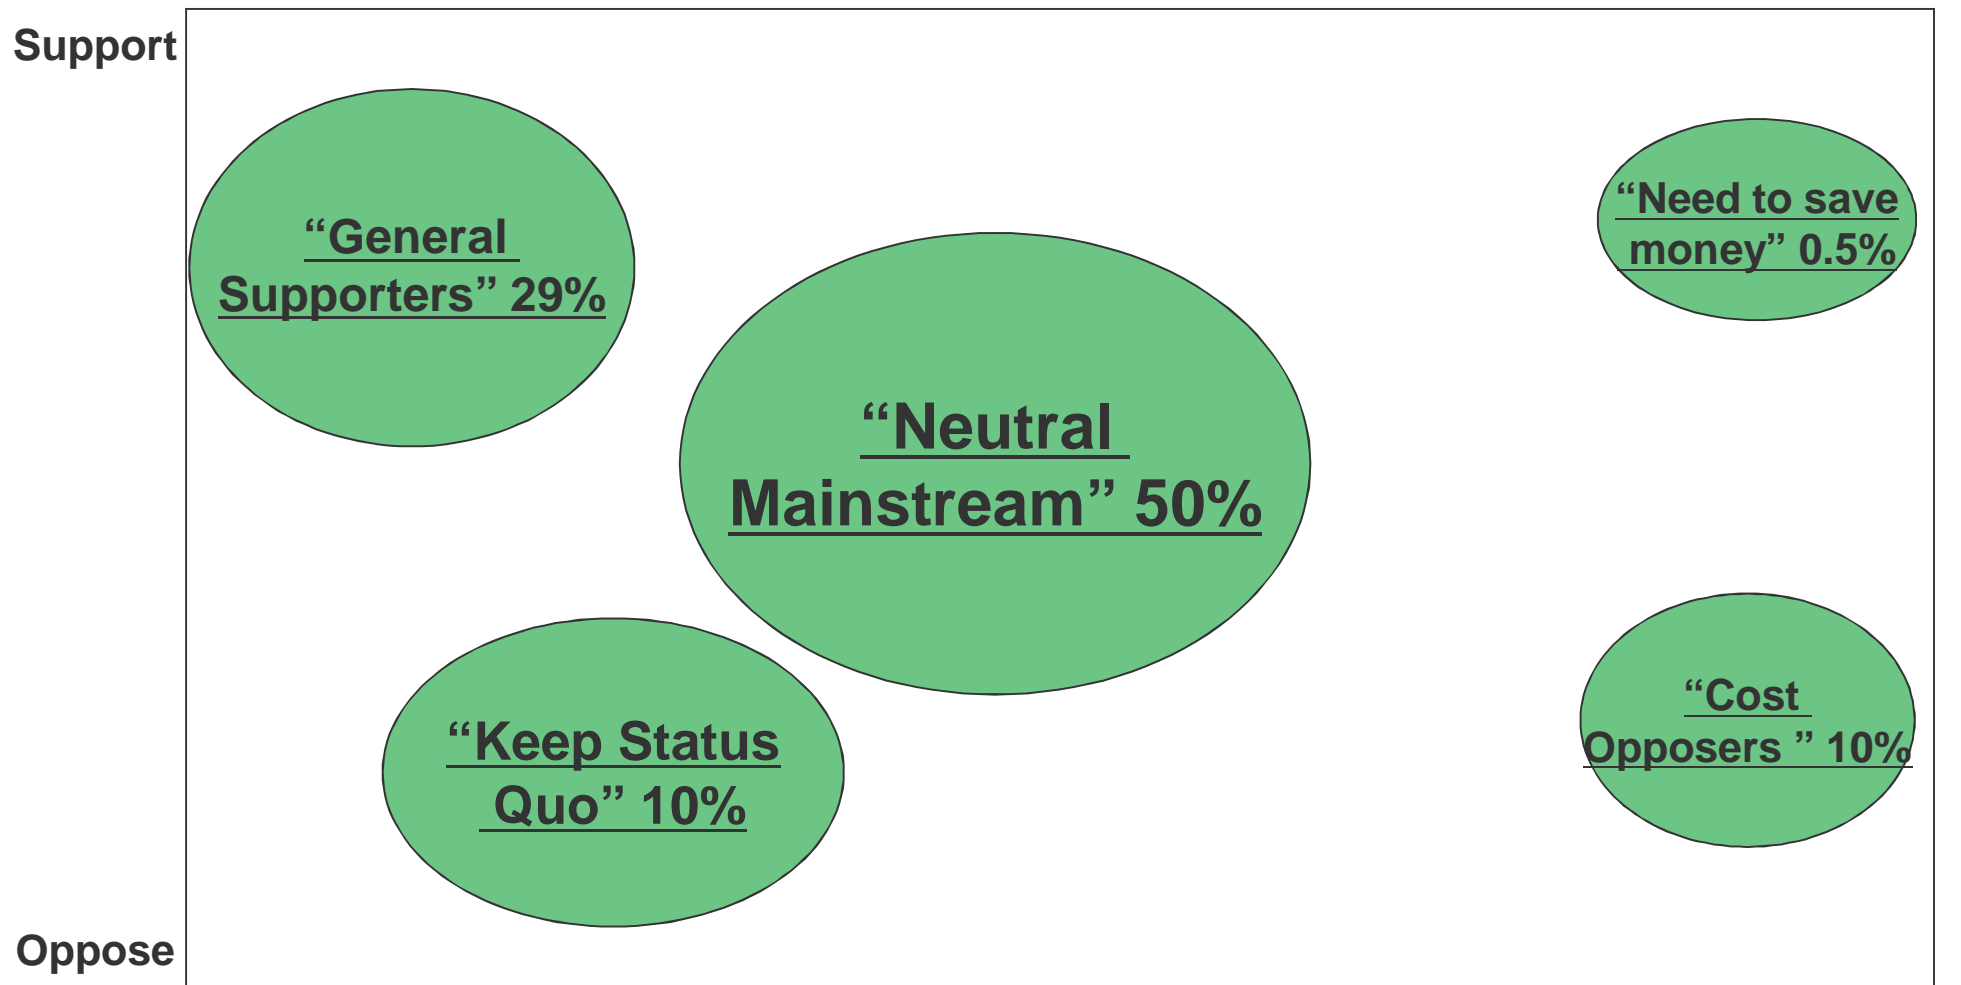 Support
“General
Supporters” 29%
“Need to save
money” 0.5%
“Neutral
Mainstream” 50%
“Keep Status
Quo” 10%
“Cost
Opposers ” 10%
Oppose